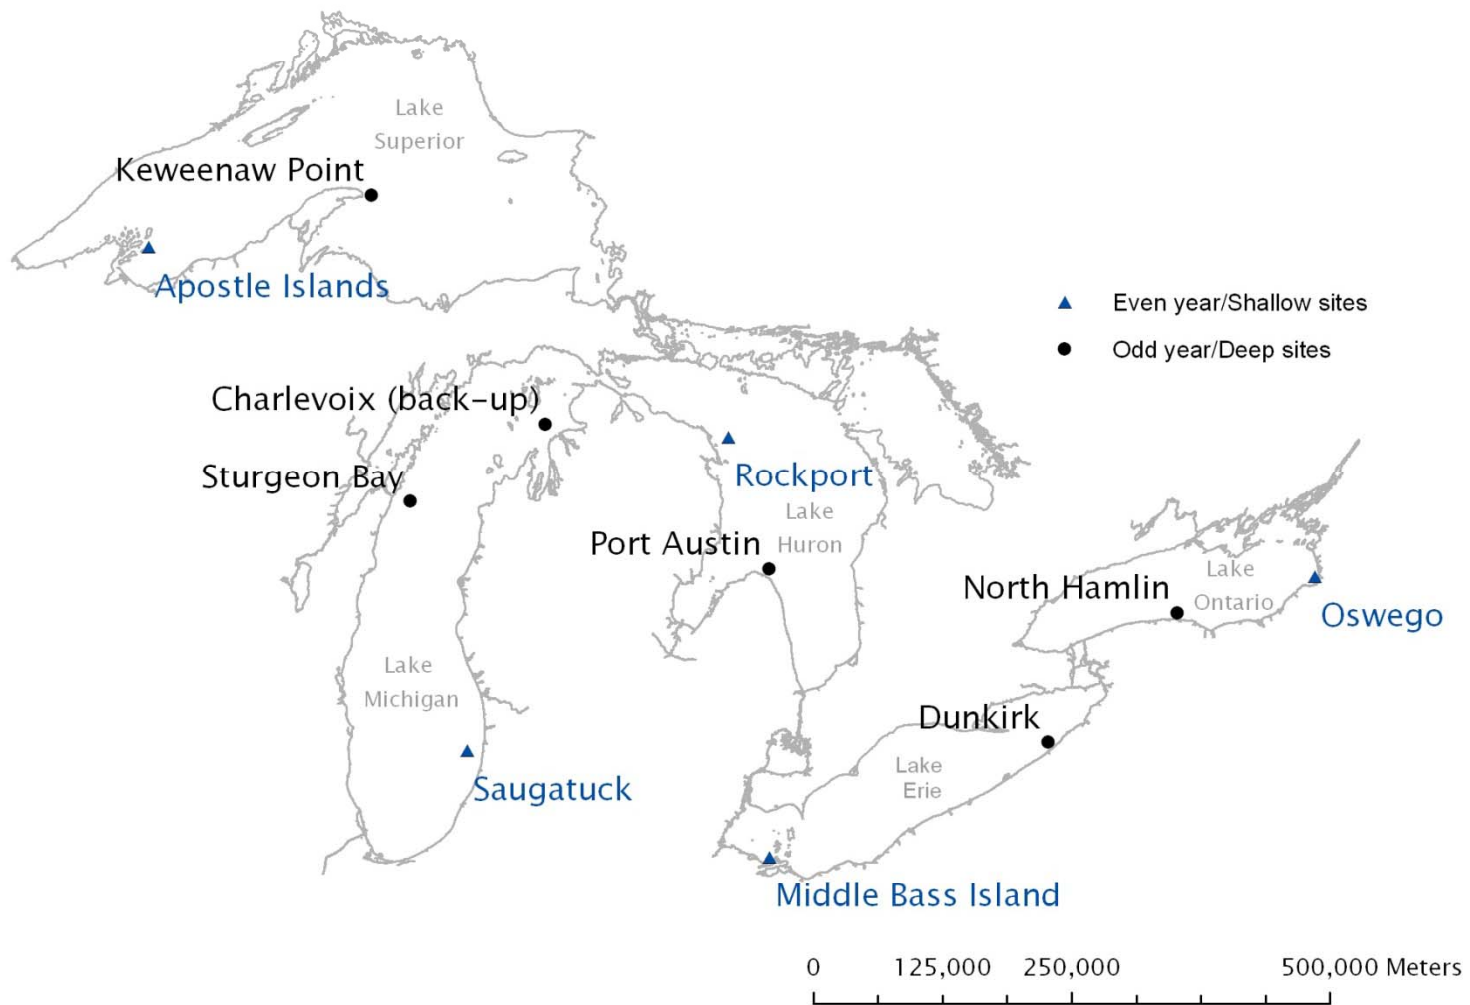 Lake
Superior
Keweenaw Point
Apostle Islands
Even year/Shallow sites
Odd year/Deep sites
Charlevoix (back-up)
Sturgeon Bay
Rockport
Lake
Huron
Port Austin
North Hamlin
Lake
Ontario
Oswego
Lake
Michigan
Dunkirk
Lake
Erie
Saugatuck
Middle Bass Island
0 125,000 250,000 500,000 Meters